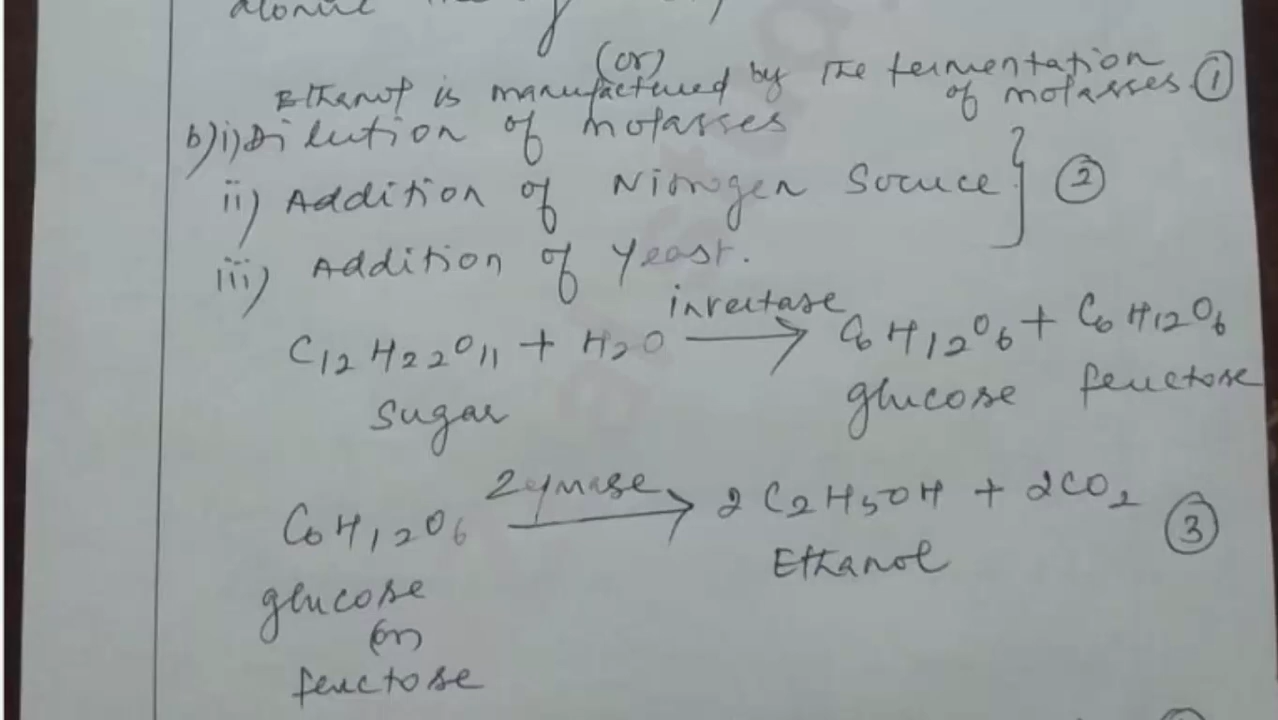 atomic
(or)
Ethanol is manufactured by the fermentation
of molasses. ①
b) i) Dilution of molasses
ii) Addition of Nitrogen Source } ②
iii) Addition of Yeast.
invertase
C12H22O11 + H2O ⟶ C6H12O6 + C6H12O6
sugar glucose fructose
Zymase
C6H12O6 ⟶ 2C2H5OH + 2CO2 ③
Ethanol
glucose
(or)
fructose